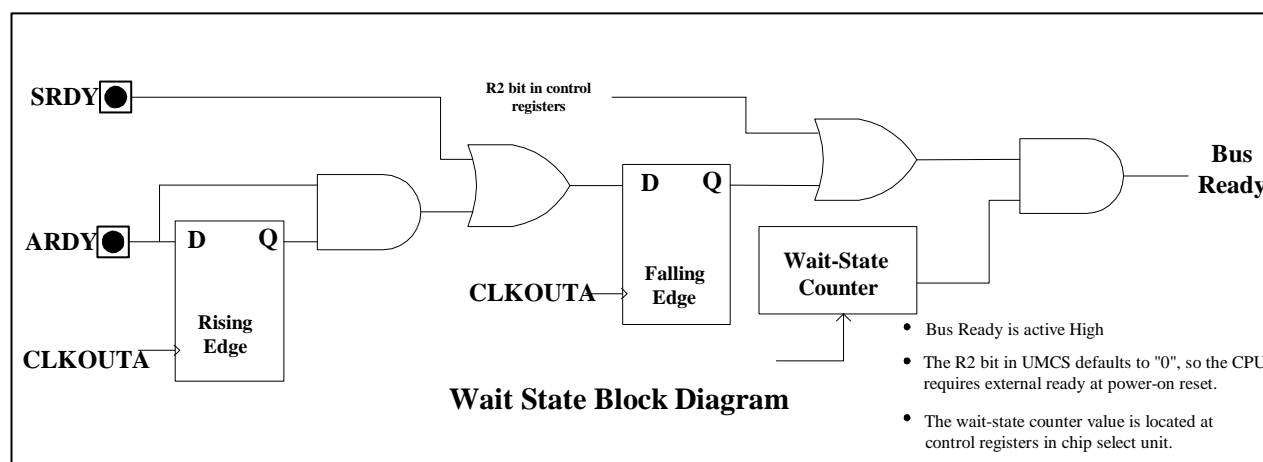 SRDY
R2 bit in control
registers
Bus
Ready
D Q
ARDY
D Q
Wait-State
Counter
Falling
Edge
CLKOUTA
Rising
Edge
CLKOUTA
Wait State Block Diagram
• Bus Ready is active High
• The R2 bit in UMCS defaults to "0", so the CPU
requires external ready at power-on reset.
• The wait-state counter value is located at
control registers in chip select unit.